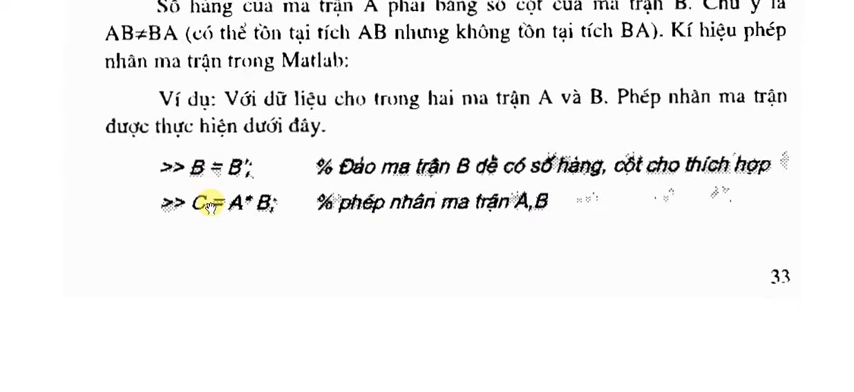 Số hàng của ma trận A phải bằng số cột của ma trận B. Chú ý là
AB≠BA (có thể tồn tại tích AB nhưng không tồn tại tích BA). Kí hiệu phép
nhân ma trận trong Matlab:
Ví dụ: Với dữ liệu cho trong hai ma trận A và B. Phép nhân ma trận
được thực hiện dưới đây.
>> B = B'; % Đảo ma trận B để có số hàng, cột cho thích hợp
>> C = A* B; % phép nhân ma trận A,B
33